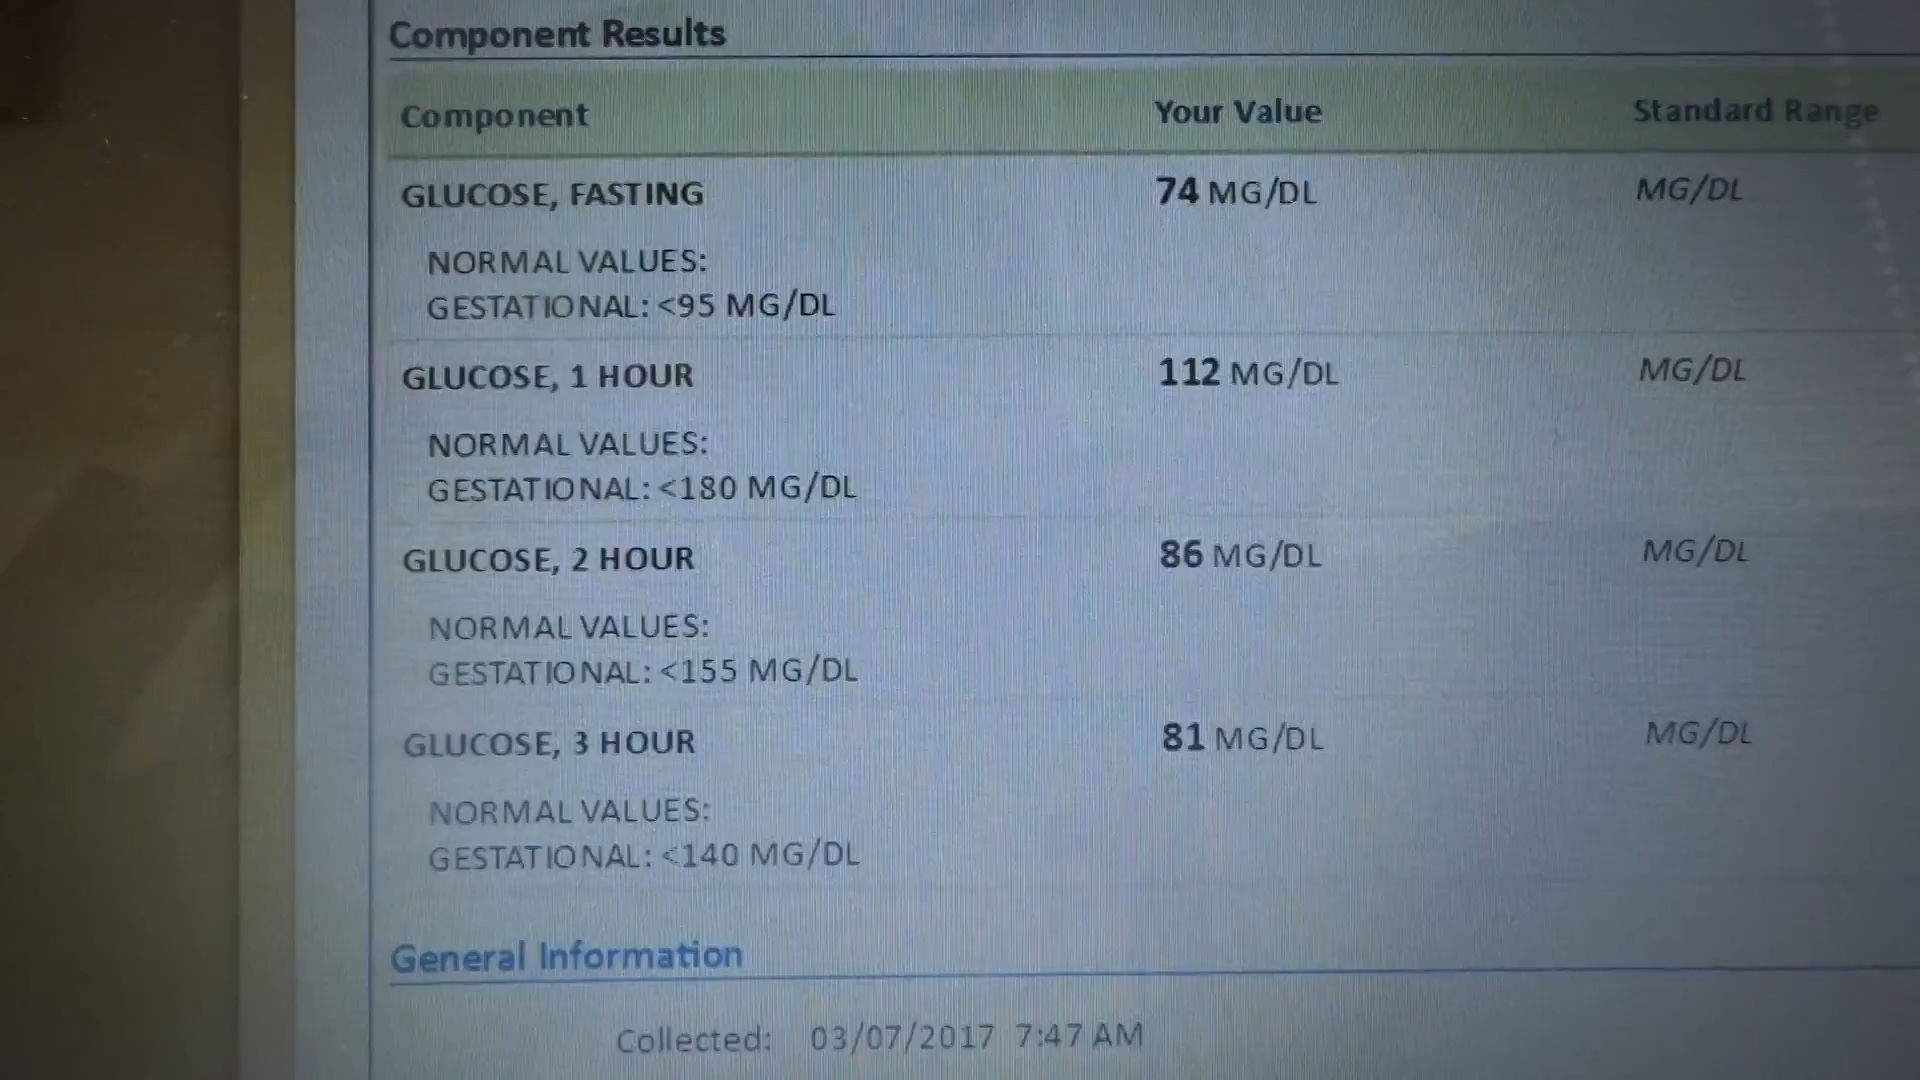 Component Results
Component Your Value Standard Range
GLUCOSE, FASTING 74 MG/DL MG/DL
NORMAL VALUES:
GESTATIONAL: <95 MG/DL
GLUCOSE, 1 HOUR 112 MG/DL MG/DL
NORMAL VALUES:
GESTATIONAL: <180 MG/DL
GLUCOSE, 2 HOUR 86 MG/DL MG/DL
NORMAL VALUES:
GESTATIONAL: <155 MG/DL
GLUCOSE, 3 HOUR 81 MG/DL MG/DL
NORMAL VALUES:
GESTATIONAL: <140 MG/DL
General Information
Collected: 03/07/2017 7:47 AM